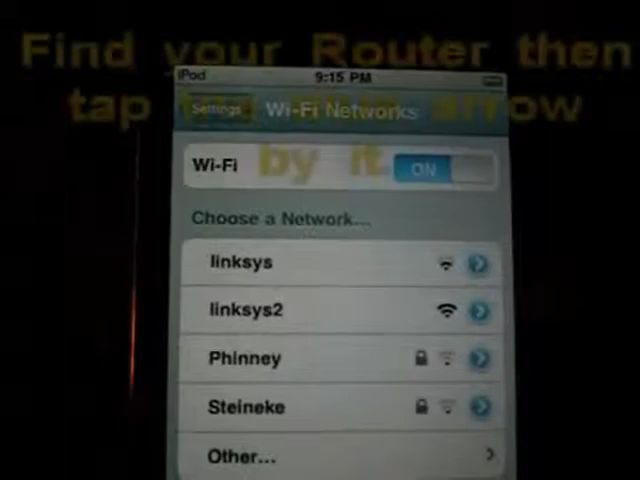 Find your Router then
iPod 9:15 PM
tap arrow
Settings Wi-Fi Networks
by it.
Wi-Fi ON
Choose a Network...
linksys
linksys2
Phinney
Steineke
Other...